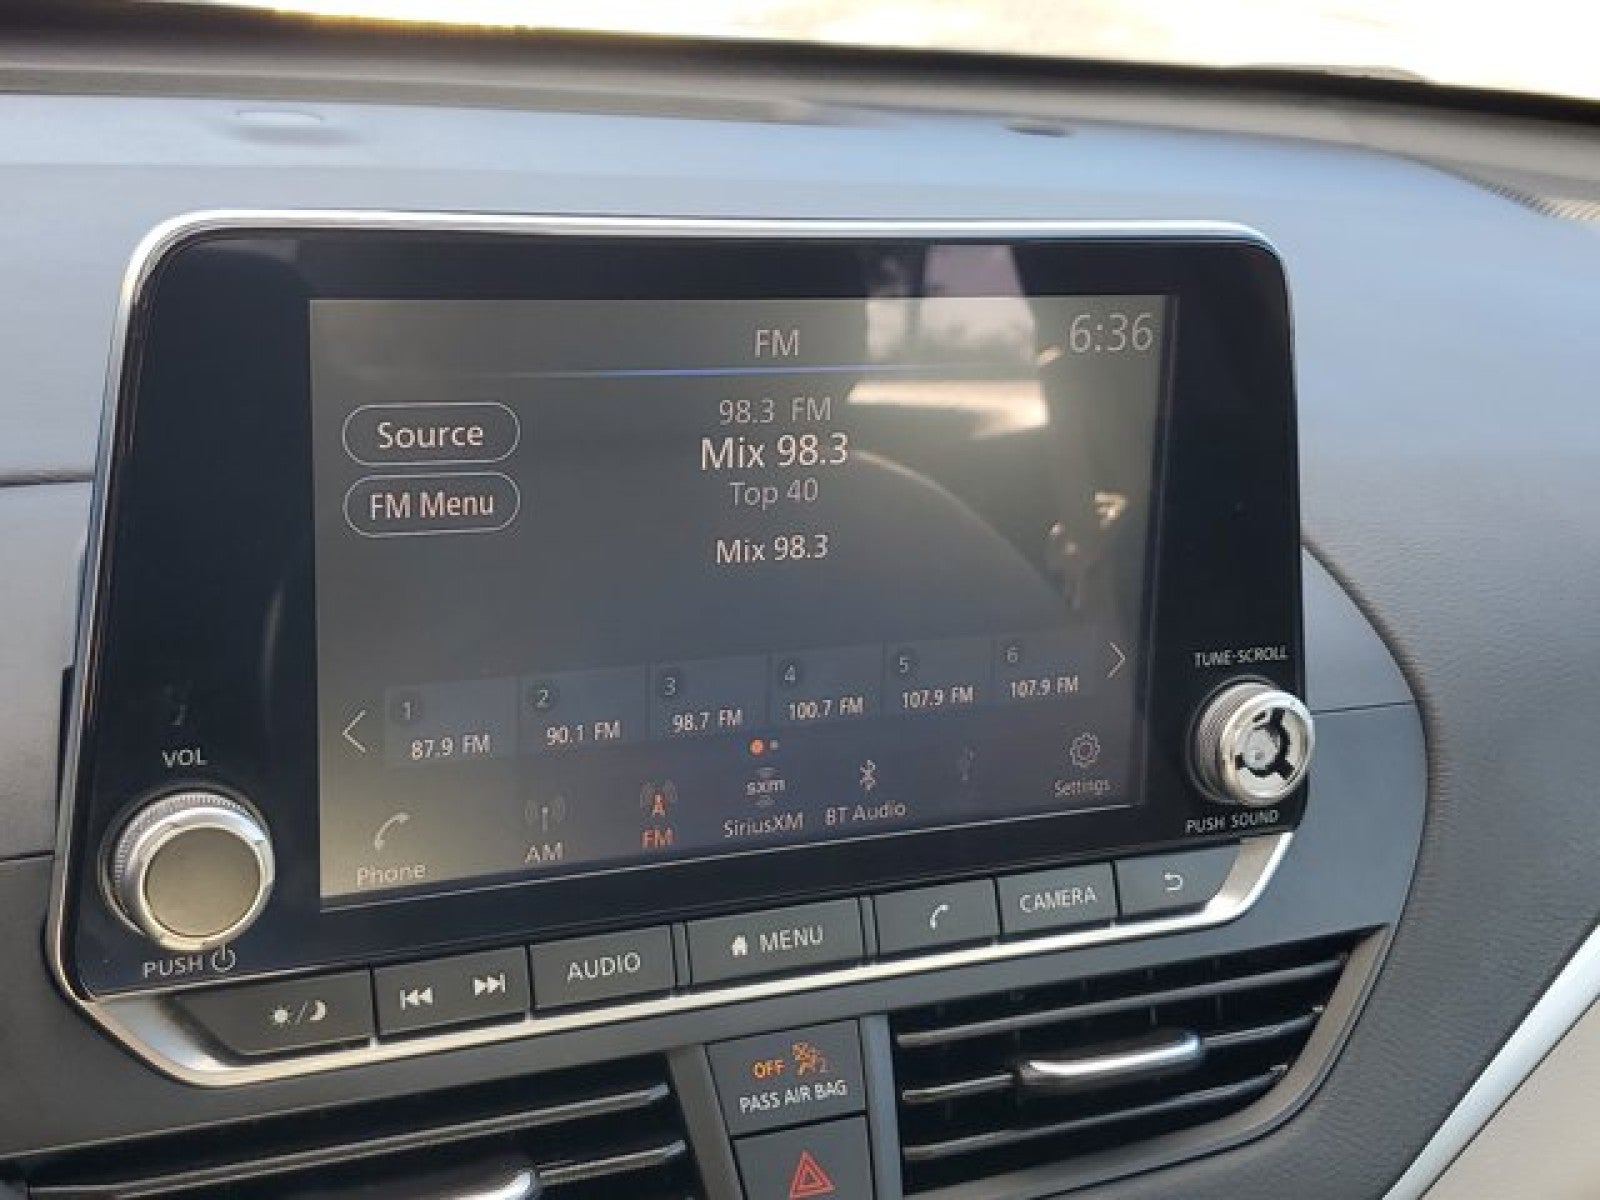 FM
6:36
Source
FM Menu
98.3 FM
Mix 98.3
Top 40
Mix 98.3
1 87.9 FM
2 90.1 FM
3 98.7 FM
4 100.7 FM
5 107.9 FM
6 107.9 FM
Phone
AM
FM
sxm
SiriusXM
BT Audio
Settings
VOL
PUSH
TUNE·SCROLL
PUSH SOUND
AUDIO
MENU
CAMERA
OFF
PASS AIR BAG